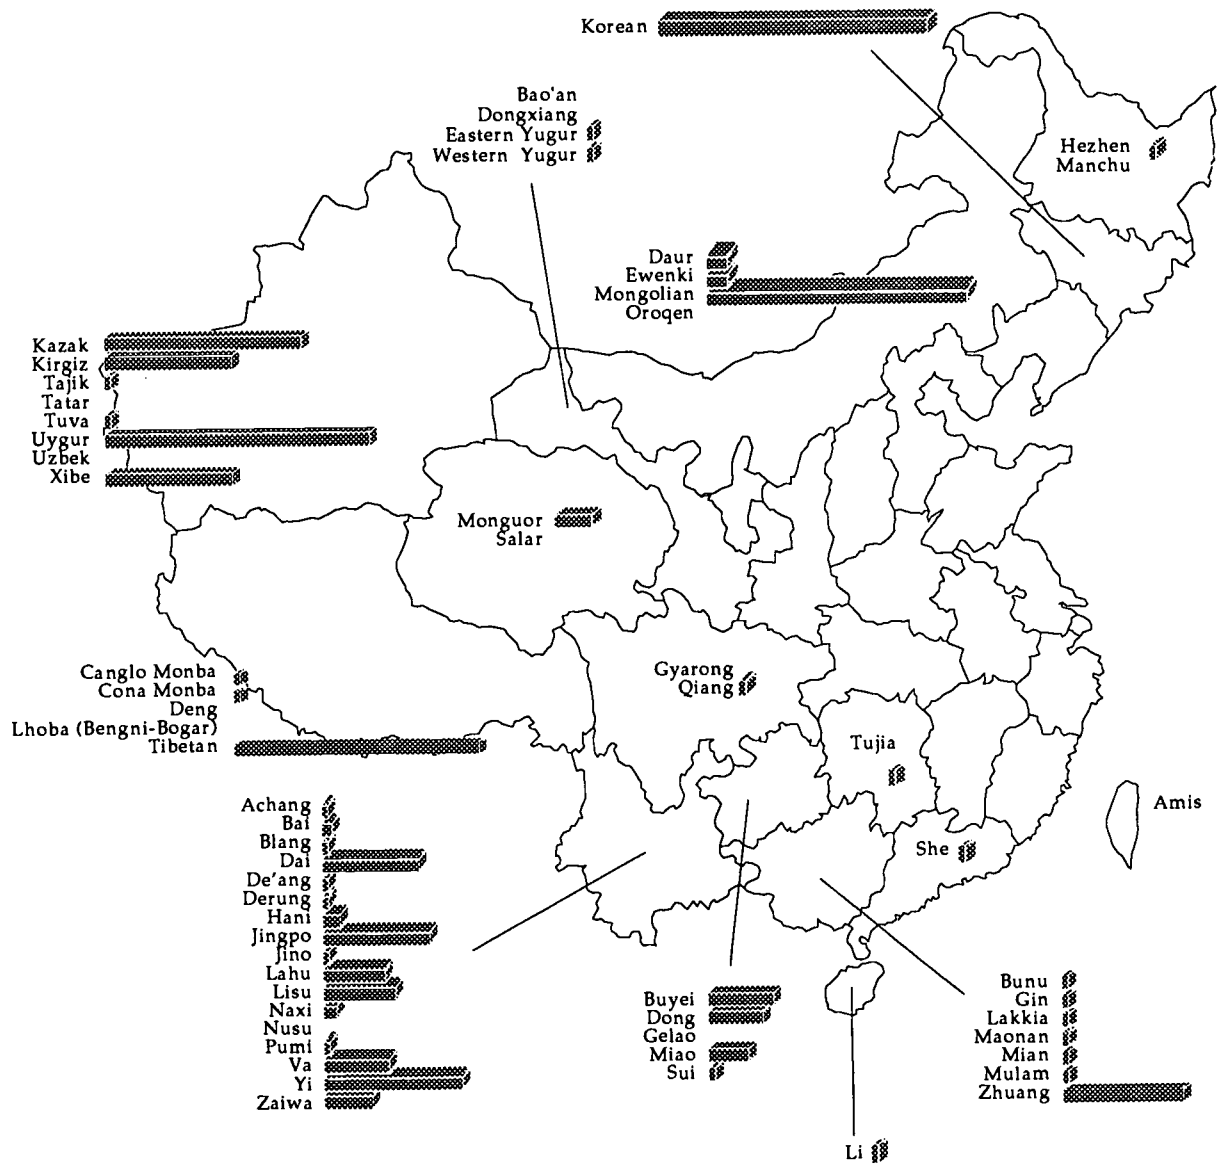 Korean
Bao'an
Dongxiang
Eastern Yugur
Western Yugur
Hezhen
Manchu
Daur
Ewenki
Mongolian
Oroqen
Kazak
Kirgiz
Tajik
Tatar
Tuva
Uygur
Uzbek
Xibe
Monguor
Salar
Canglo Monba
Cona Monba
Deng
Lhoba (Bengni-Bogar)
Tibetan
Gyarong
Qiang
Tujia
Amis
She
Achang
Bai
Blang
Dai
De'ang
Derung
Hani
Jingpo
Jino
Lahu
Lisu
Naxi
Nusu
Pumi
Va
Yi
Zaiwa
Buyei
Dong
Gelao
Miao
Sui
Bunu
Gin
Lakkia
Maonan
Mian
Mulam
Zhuang
Li